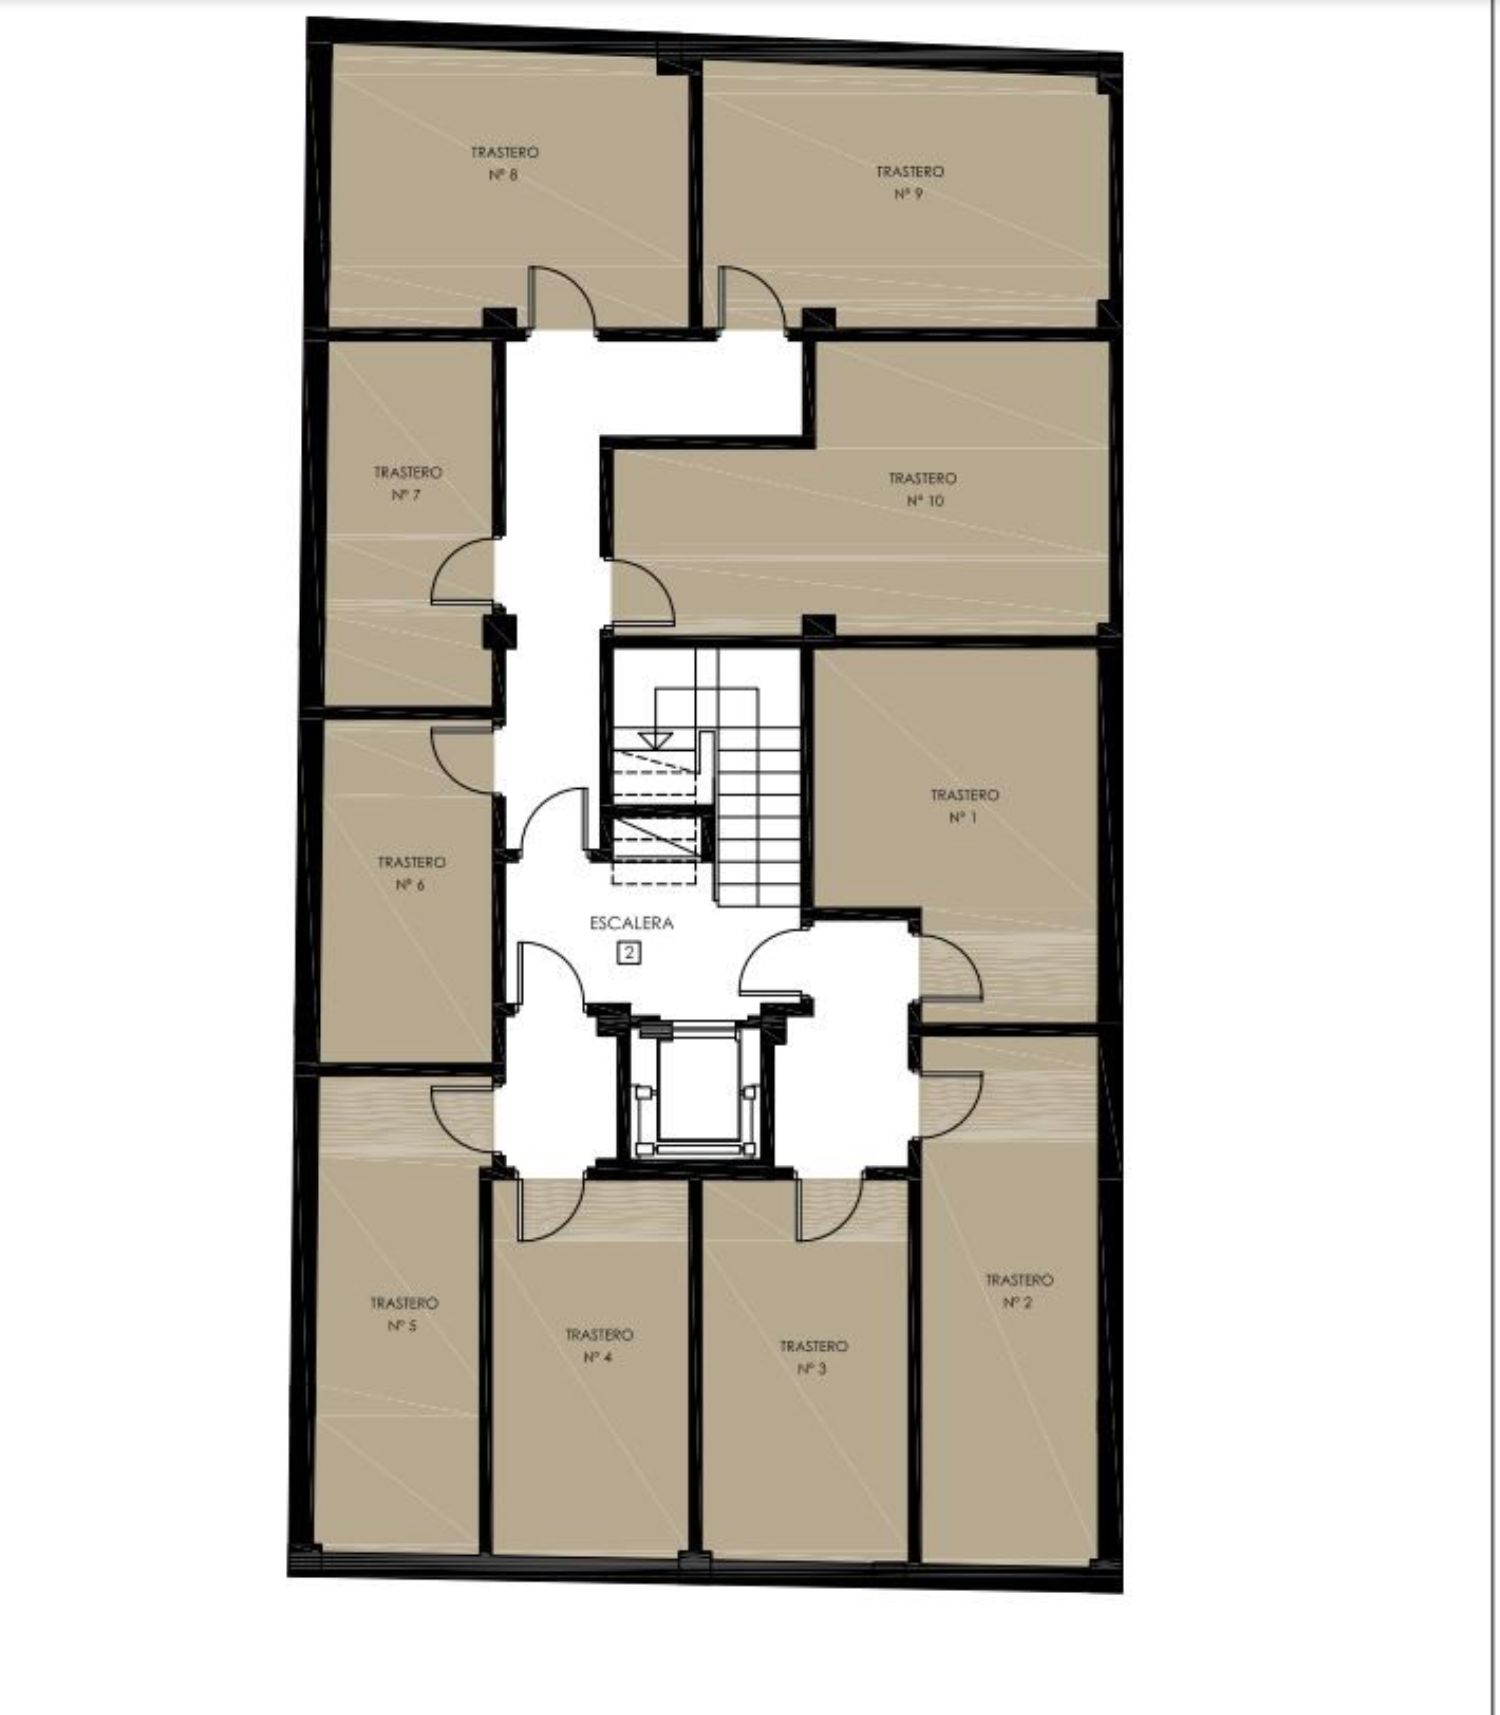 TRASTERO
Nº 8
TRASTERO
Nº 9
TRASTERO
Nº 7
TRASTERO
Nº 10
TRASTERO
Nº 1
TRASTERO
Nº 6
ESCALERA
2
TRASTERO
Nº 2
TRASTERO
Nº 5
TRASTERO
Nº 4
TRASTERO
Nº 3